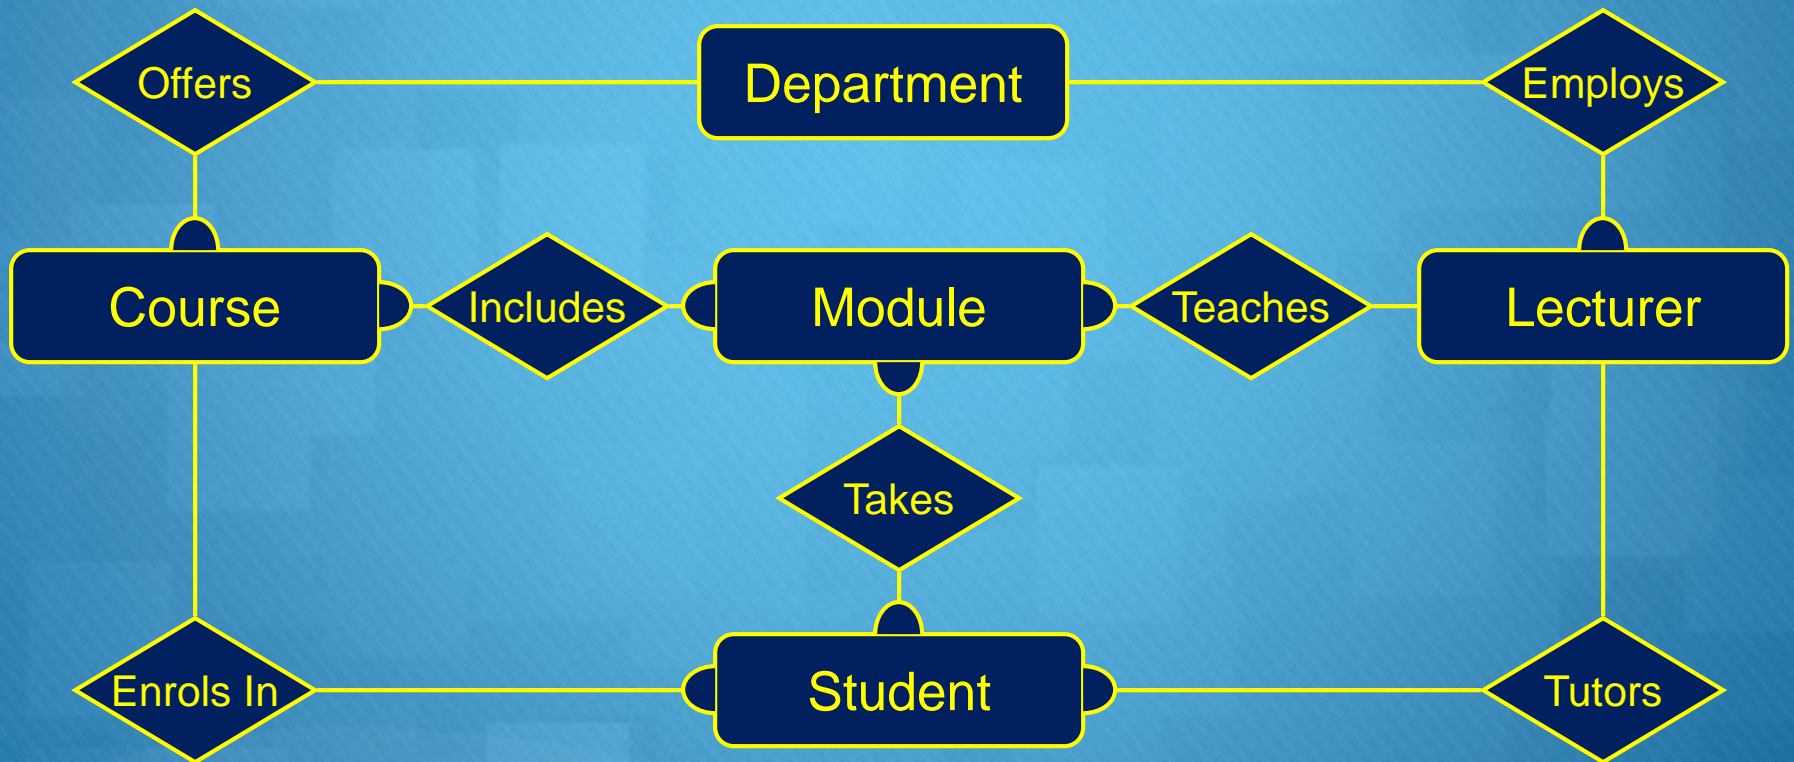 Offers
Department
Employs
Course
Includes
Module
Teaches
Lecturer
Takes
Enrols In
Student
Tutors